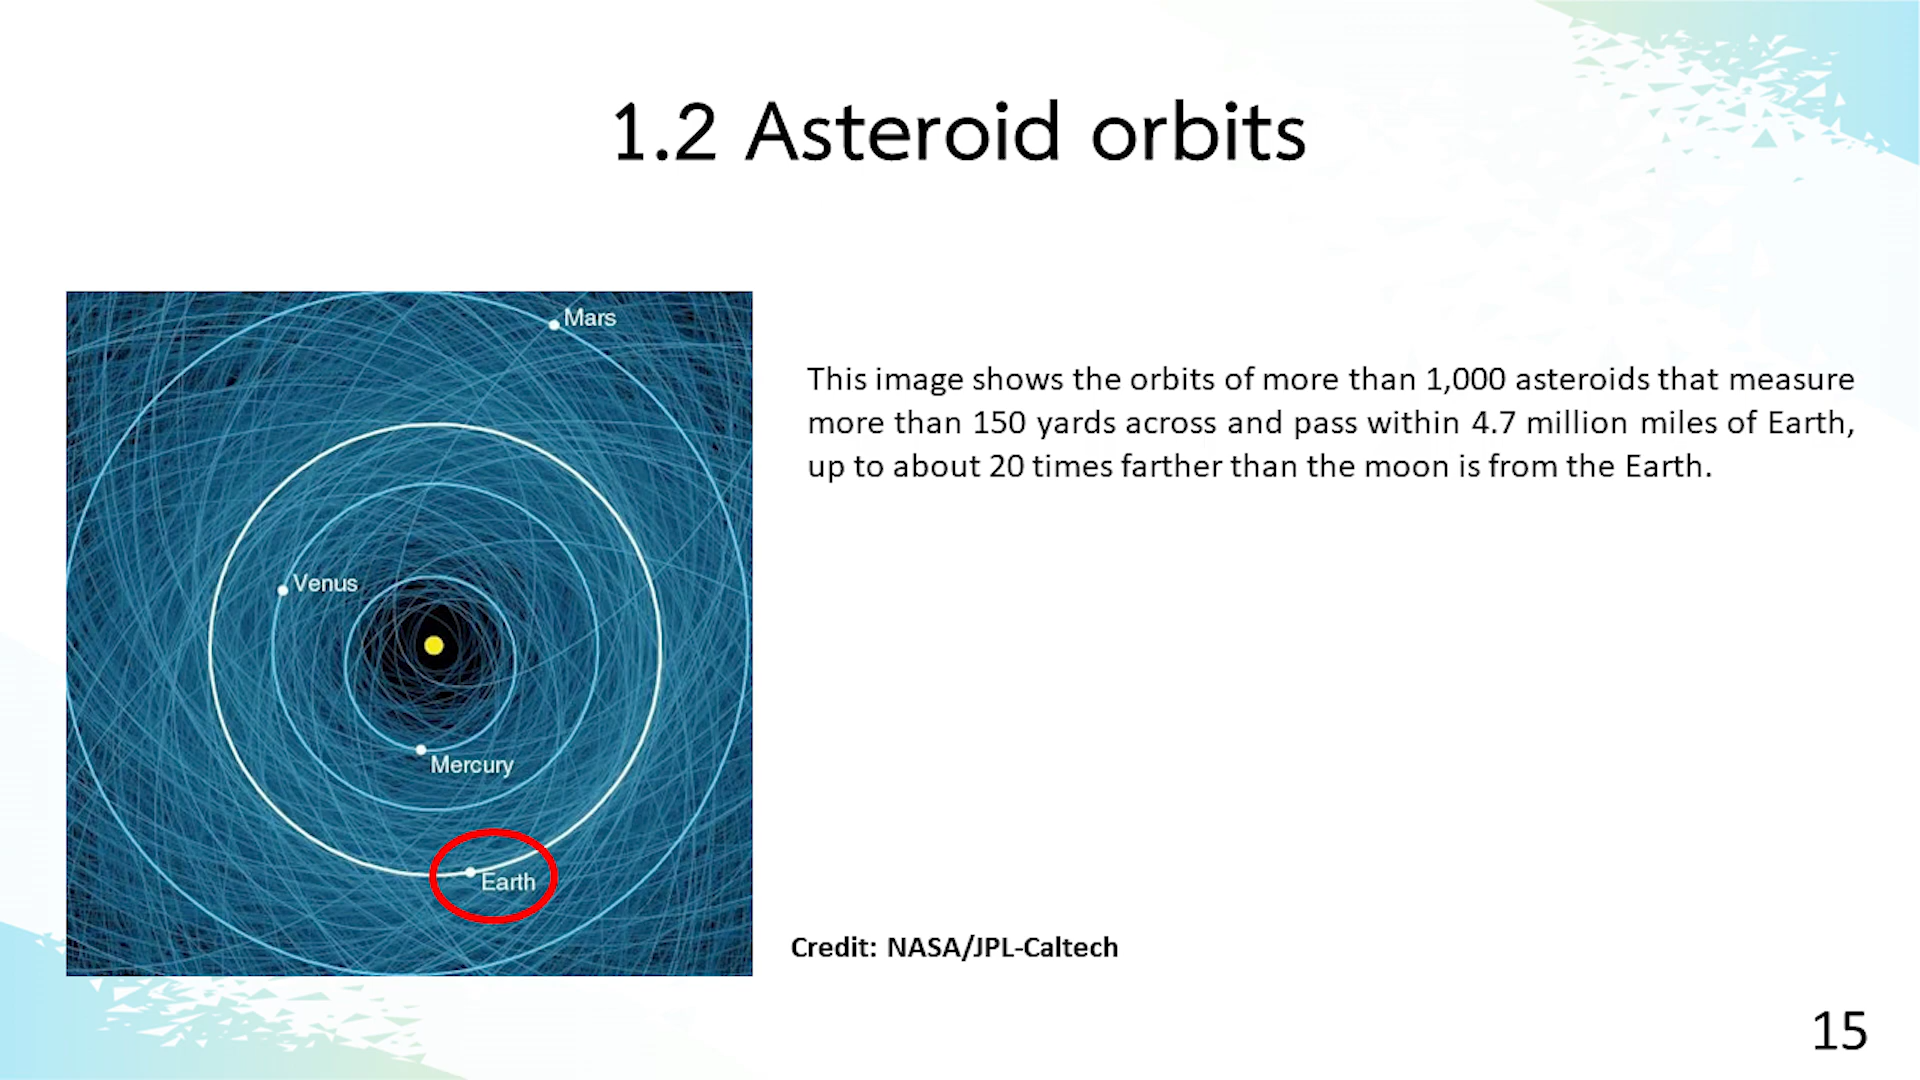 1.2 Asteroid orbits
Mars
Venus
Mercury
Earth
This image shows the orbits of more than 1,000 asteroids that measure
more than 150 yards across and pass within 4.7 million miles of Earth,
up to about 20 times farther than the moon is from the Earth.
Credit: NASA/JPL-Caltech
15